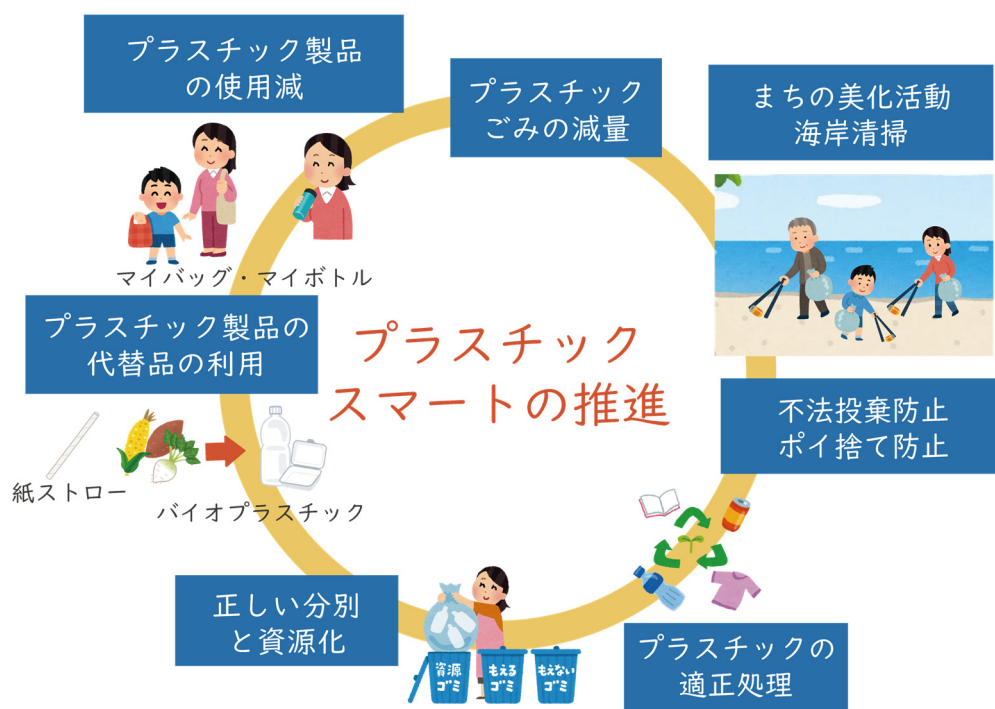 プラスチック製品
の使用減
プラスチック
ごみの減量
まちの美化活動
海岸清掃
マイバッグ・マイボトル
プラスチック製品の
代替品の利用
プラスチック
スマートの推進
不法投棄防止
ポイ捨て防止
紙ストロー
バイオプラスチック
正しい分別
と資源化
資源
ゴミ
もえる
ゴミ
もえない
ゴミ
プラスチックの
適正処理